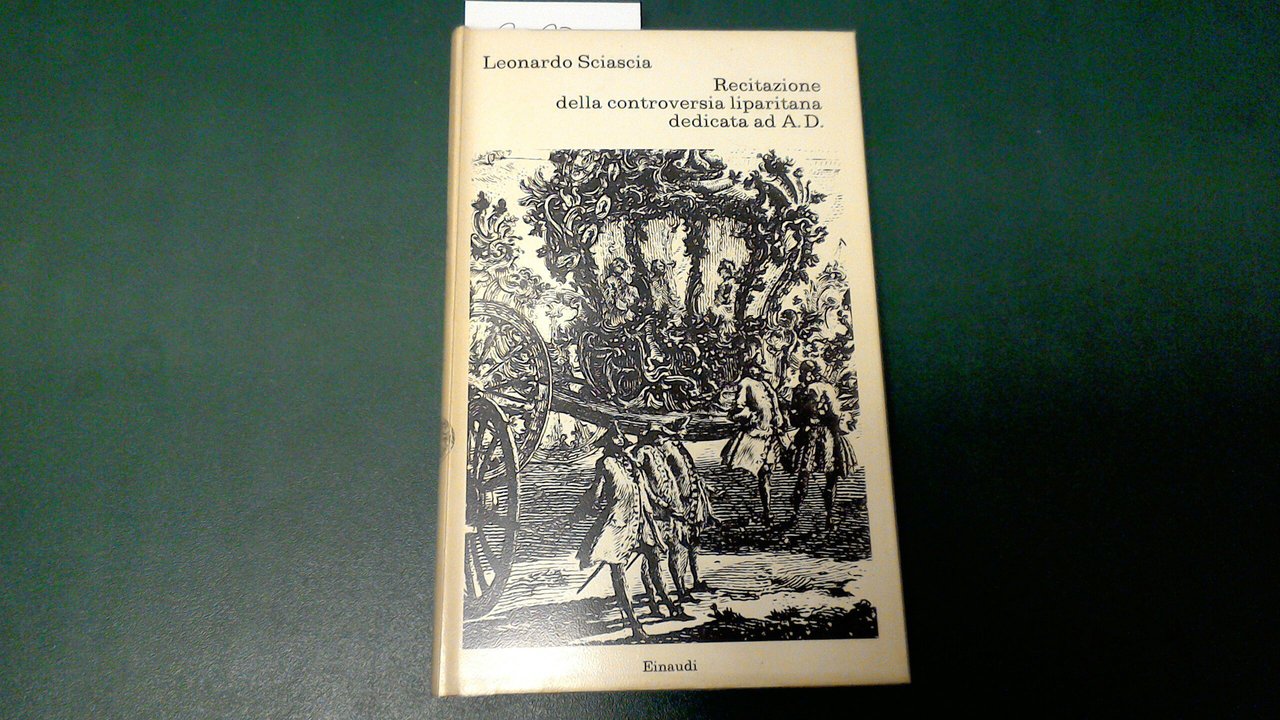 Leonardo Sciascia
Recitazione
della controversia liparitana
dedicata ad A. D.
Einaudi